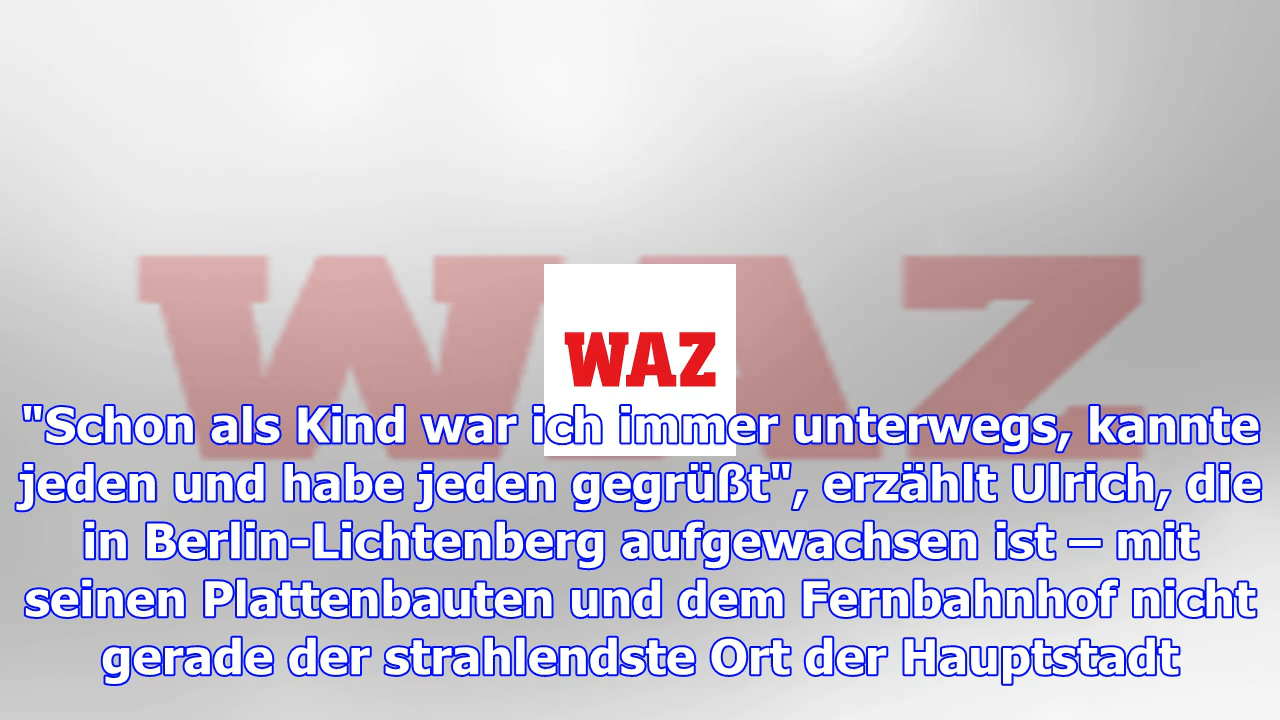 WAZ
WAZ
"Schon als Kind war ich immer unterwegs, kannte
jeden und habe jeden gegrüßt", erzählt Ulrich, die
in Berlin-Lichtenberg aufgewachsen ist – mit
seinen Plattenbauten und dem Fernbahnhof nicht
gerade der strahlendste Ort der Hauptstadt